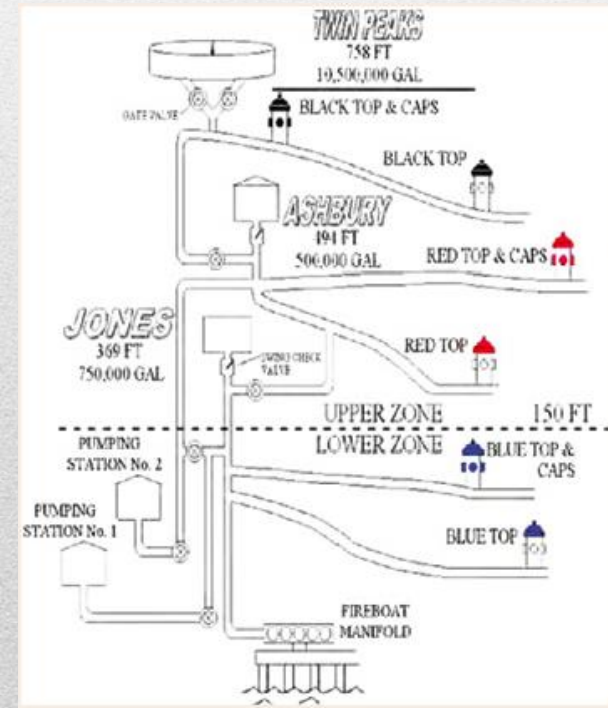 TWIN PEAKS
758 FT
10,500,000 GAL
GATE VALVE
BLACK TOP & CAPS
BLACK TOP
ASHBURY
494 FT
500,000 GAL
RED TOP & CAPS
JONES
369 FT
750,000 GAL
SWING CHECK
VALVE
RED TOP
UPPER ZONE 150 FT
LOWER ZONE
PUMPING
STATION No. 2
BLUE TOP &
CAPS
PUMPING
STATION No. 1
BLUE TOP
FIREBOAT
MANIFOLD